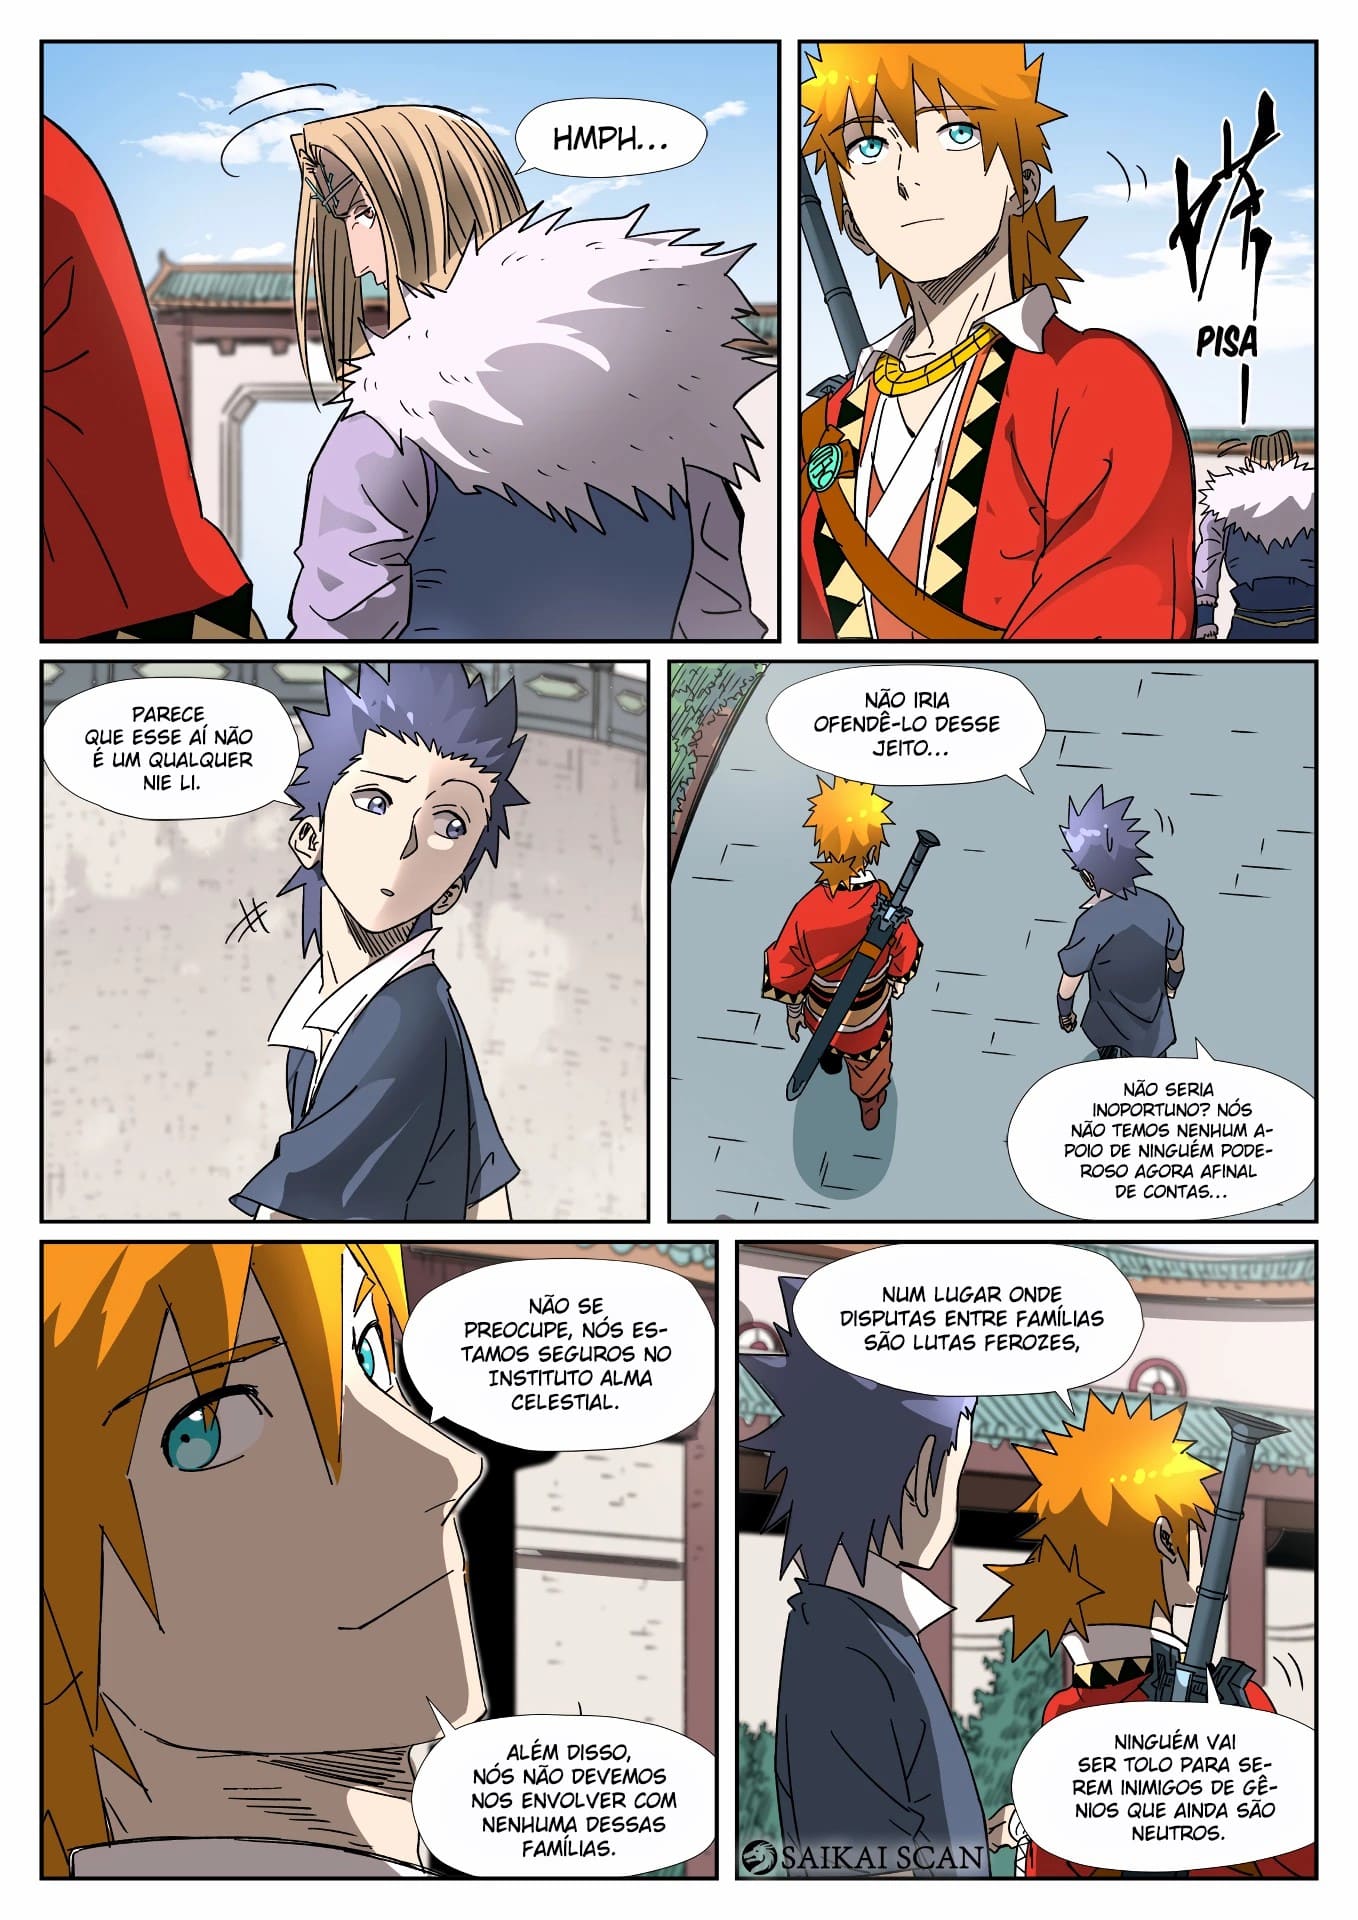 HMPH...
PISA
PARECE
QUE ESSE AÍ NÃO
É UM QUALQUER
NIE LI.
NÃO IRIA
OFENDÊ-LO DESSE
JEITO...
NÃO SERIA
INOPORTUNO? NÓS
NÃO TEMOS NENHUM A-
POIO DE NINGUÉM PODE-
ROSO AGORA AFINAL
DE CONTAS...
NÃO SE
PREOCUPE, NÓS ES-
TAMOS SEGUROS NO
INSTITUTO ALMA
CELESTIAL.
ALÉM DISSO,
NÓS NÃO DEVEMOS
NOS ENVOLVER COM
NENHUMA DESSAS
FAMÍLIAS.
NUM LUGAR ONDE
DISPUTAS ENTRE FAMÍLIAS
SÃO LUTAS FEROZES,
NINGUÉM VAI
SER TOLO PARA SE-
REM INIMIGOS DE GÊ-
NIOS QUE AINDA SÃO
NEUTROS.
SAIKAI SCAN